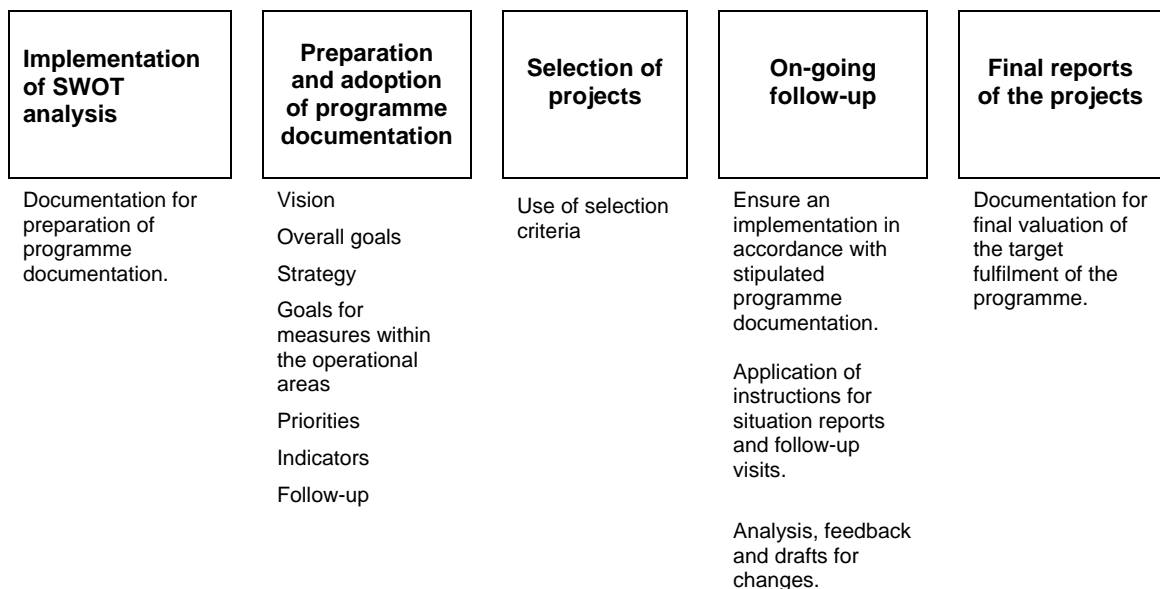 Implementation
of SWOT
analysis
Preparation
and adoption
of programme
documentation
Selection of
projects
On-going
follow-up
Final reports
of the projects
Documentation for
preparation of
programme
documentation.
Vision
Overall goals
Strategy
Goals for
measures within
the operational
areas
Priorities
Indicators
Follow-up
Use of selection
criteria
Ensure an
implementation in
accordance with
stipulated
programme
documentation.
Application of
instructions for
situation reports
and follow-up
visits.
Analysis, feedback
and drafts for
changes.
Documentation for
final valuation of
the target
fulfilment of the
programme.